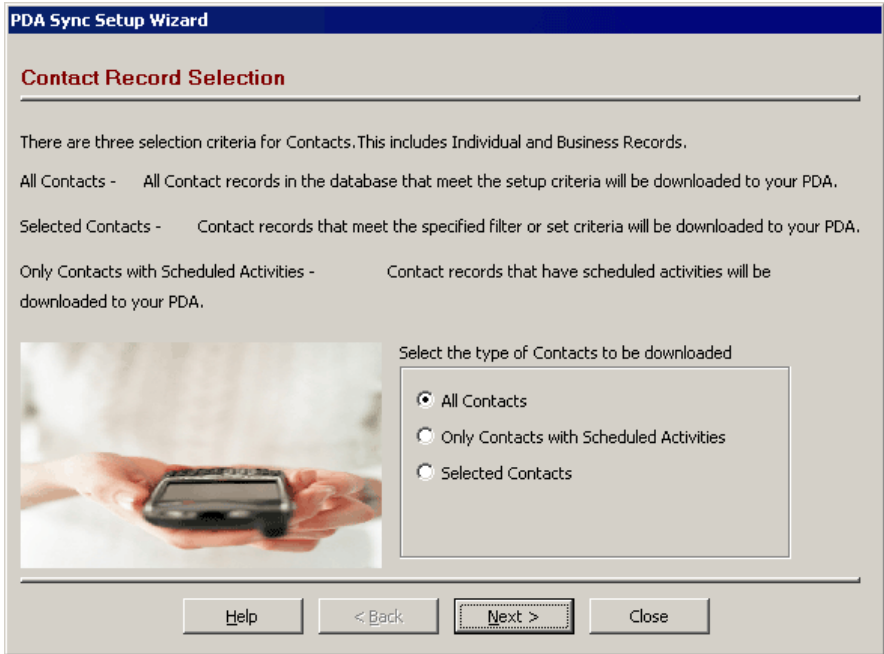 PDA Sync Setup Wizard
Contact Record Selection
There are three selection criteria for Contacts.This includes Individual and Business Records.
All Contacts - All Contact records in the database that meet the setup criteria will be downloaded to your PDA.
Selected Contacts - Contact records that meet the specified filter or set criteria will be downloaded to your PDA.
Only Contacts with Scheduled Activities - Contact records that have scheduled activities will be
downloaded to your PDA.
Select the type of Contacts to be downloaded
All Contacts
Only Contacts with Scheduled Activities
Selected Contacts
Help < Back Next > Close